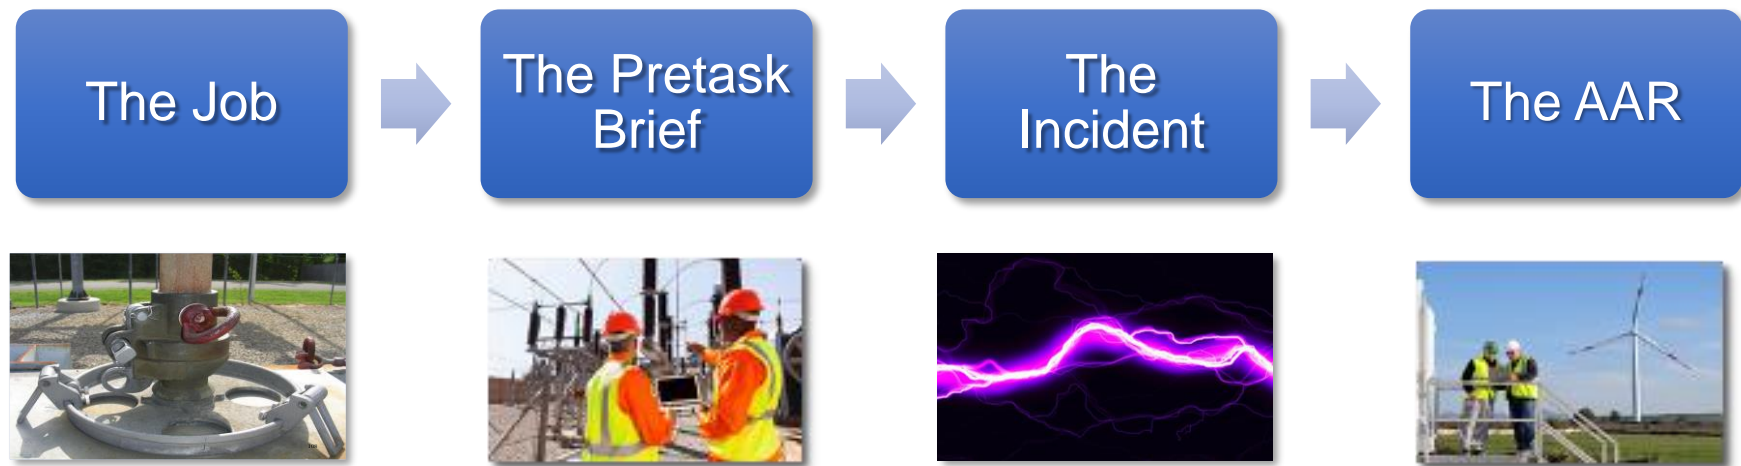 The Job
The Pretask
Brief
The
Incident
The AAR